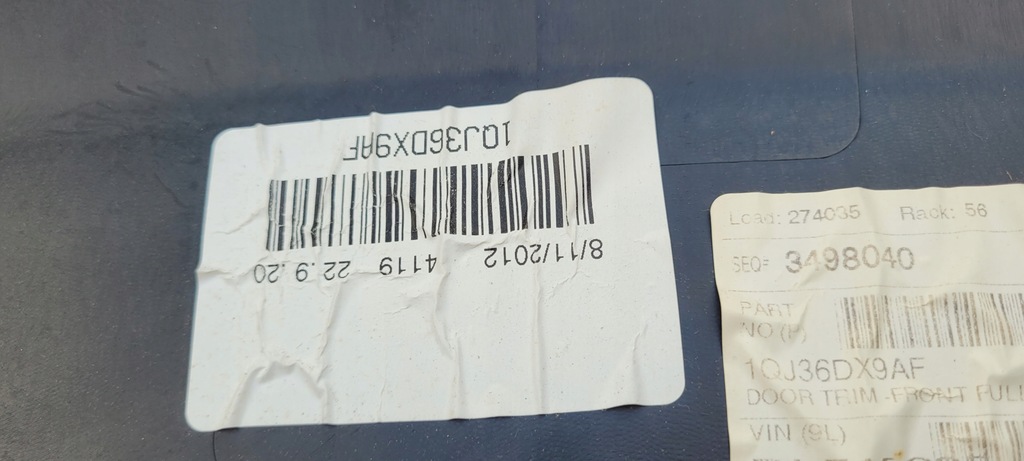 8/11/2012 4119 22.9.20
1QJ36DX9AF
Load: 274035 Rack: 56
SEQ= 3498040
PART
NO (P)
1QJ36DX9AF
DOOR TRIM -FRONT FULL
VIN (9L)